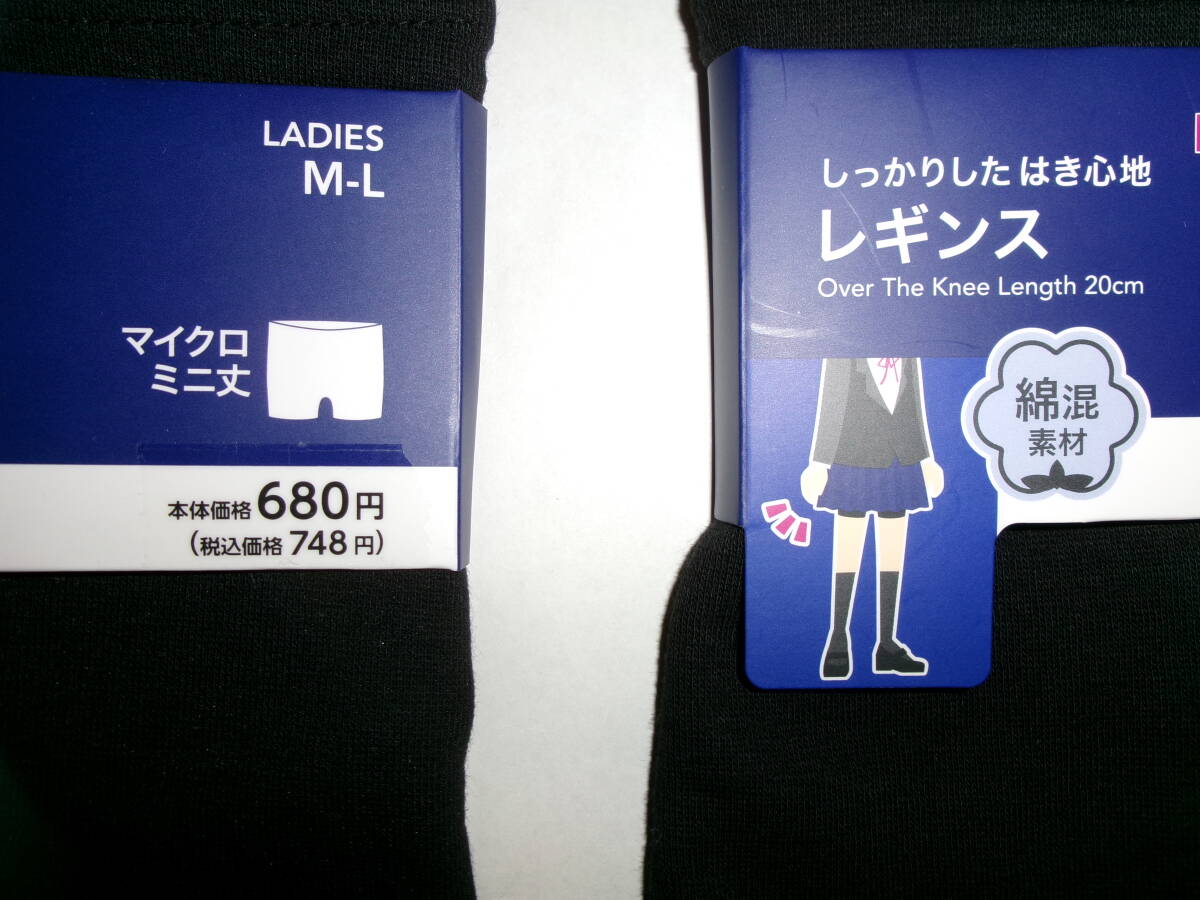 LADIES
M-L
マイクロ
ミニ丈
本体価格680円
(税込価格 748円)
しっかりした はき心地
レギンス
Over The Knee Length 20cm
綿混
素材